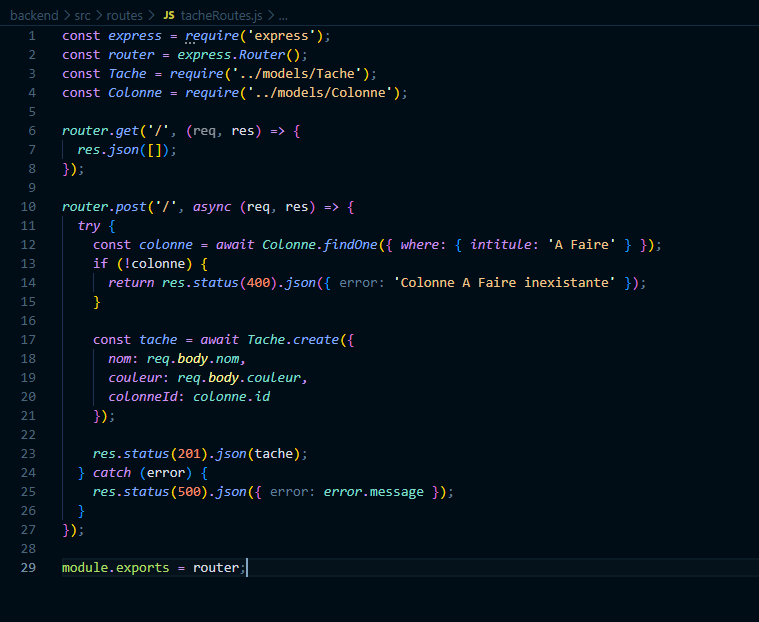 backend > src > routes > JS tacheRoutes.js > ...
1 const express = require('express');
2 const router = express.Router();
3 const Tache = require('../models/Tache');
4 const Colonne = require('../models/Colonne');
5
6 router.get('/', (req, res) => {
7   res.json([]);
8 });
9
10 router.post('/', async (req, res) => {
11   try {
12     const colonne = await Colonne.findOne({ where: { intitule: 'A Faire' } });
13     if (!colonne) {
14       return res.status(400).json({ error: 'Colonne A Faire inexistante' });
15     }
16
17     const tache = await Tache.create({
18       nom: req.body.nom,
19       couleur: req.body.couleur,
20       colonneId: colonne.id
21     });
22
23     res.status(201).json(tache);
24   } catch (error) {
25     res.status(500).json({ error: error.message });
26   }
27 });
28
29 module.exports = router;